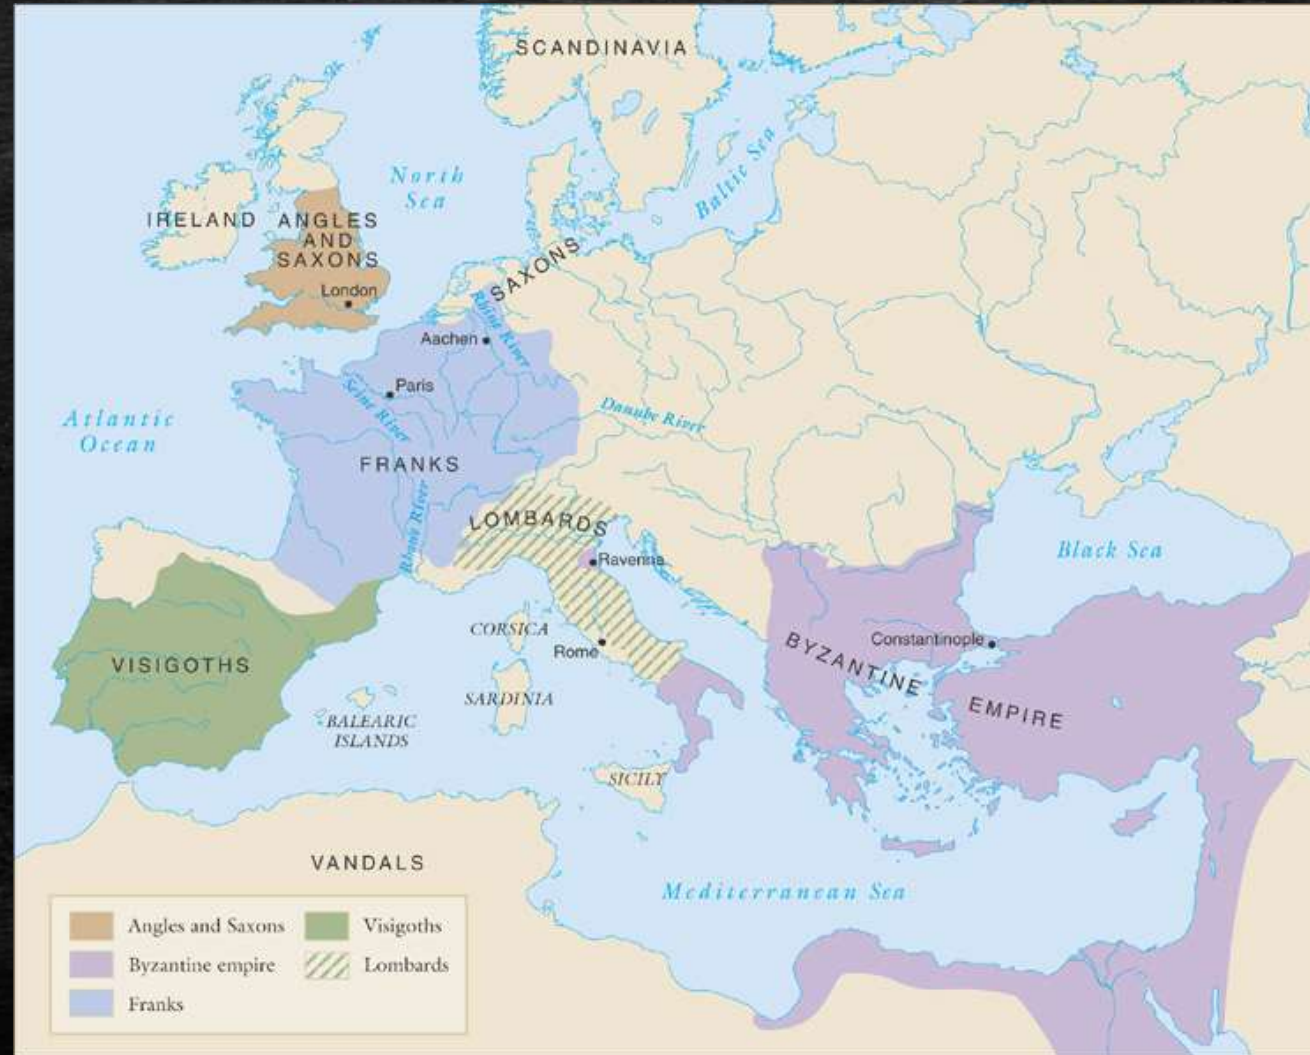 SCANDINAVIA
North
Sea
Baltic Sea
IRELAND
ANGLES
AND
SAXONS
London
SAXONS
Rhine River
Aachen
Paris
Seine River
Danube River
Atlantic
Ocean
FRANKS
Rhone River
LOMBARDS
Ravenna
Black Sea
CORSICA
Rome
Constantinople
BYZANTINE
EMPIRE
VISIGOTHS
SARDINIA
BALEARIC
ISLANDS
SICILY
VANDALS
Mediterranean Sea
Angles and Saxons
Visigoths
Byzantine empire
Lombards
Franks